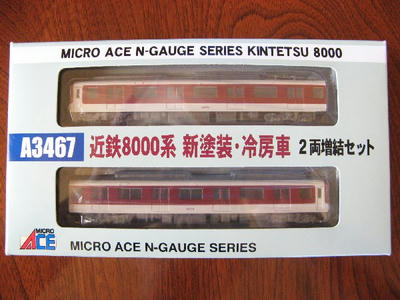 MICRO ACE N-GAUGE SERIES KINTETSU 8000
A3467 近鉄8000系 新塗装・冷房車 2両増結セット
MICRO ACE
MICRO ACE N-GAUGE SERIES